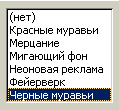 (нет)
Красные муравьи
Мерцание
Мигающий фон
Неоновая реклама
Фейерверк
Черные муравьи